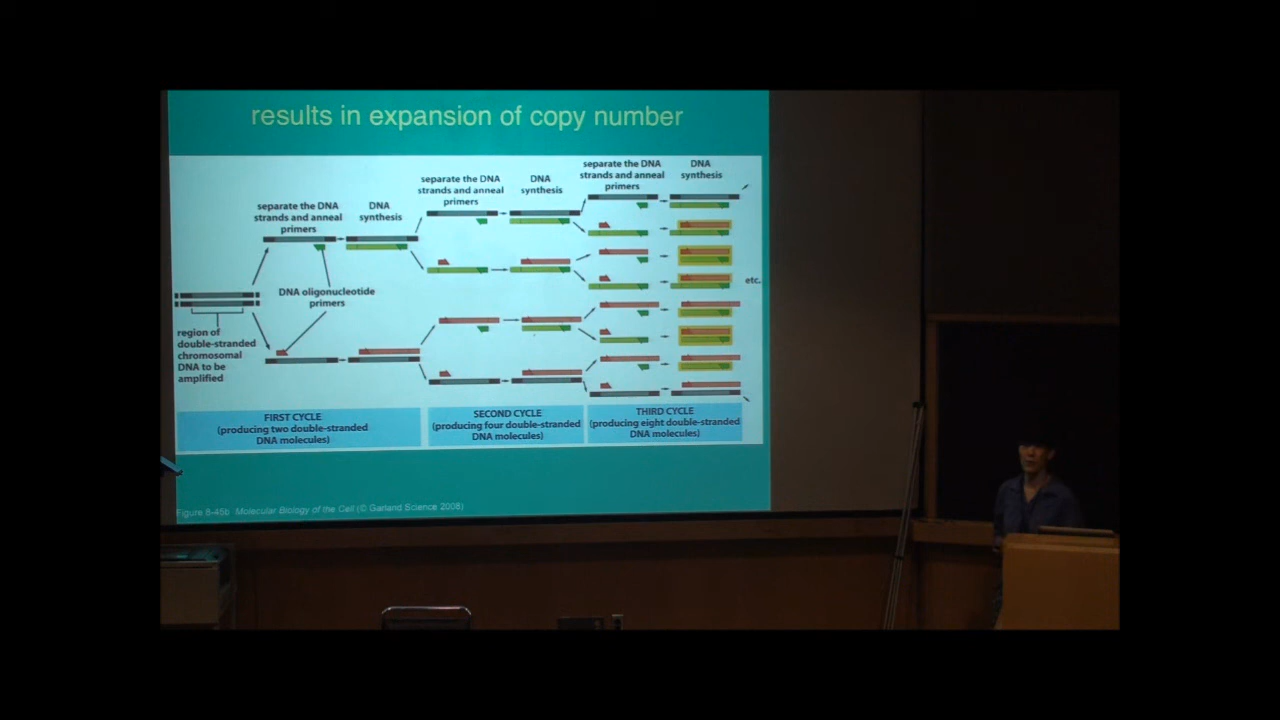 results in expansion of copy number
separate the DNA
strands and anneal
primers
DNA
synthesis
separate the DNA
strands and anneal
primers
DNA
synthesis
separate the DNA
strands and anneal
primers
DNA
synthesis
DNA oligonucleotide
primers
region of
double-stranded
chromosomal
DNA to be
amplified
etc.
FIRST CYCLE
(producing two double-stranded
DNA molecules)
SECOND CYCLE
(producing four double-stranded
DNA molecules)
THIRD CYCLE
(producing eight double-stranded
DNA molecules)
Figure 8-45b Molecular Biology of the Cell (© Garland Science 2008)